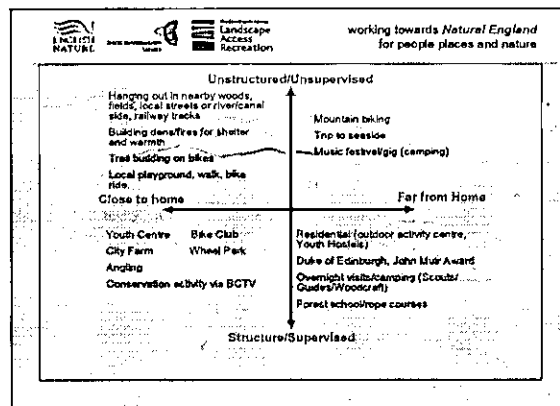 ENGLISH
NATURE
Landscape
Access
Recreation
working towards Natural England
for people places and nature
Unstructured/Unsupervised
Hanging out in nearby woods,
fields, local streets or river/canal
side, railway tracks
Building dens/fires for shelter
and warmth
Trail building on bikes
Local playground, walk, bike
ride.
Mountain biking
Trip to seaside
Music festival/gig (camping)
Close to home
Far from Home
Youth Centre
Bike Club
City Farm
Wheel Park
Angling
Conservation activity via BCTV
Residential (outdoor activity centre,
Youth Hostels)
Duke of Edinburgh, John Muir Award
Overnight visits/camping (Scouts/
Guides/Woodcraft)
Forest school/rope courses
Structure/Supervised